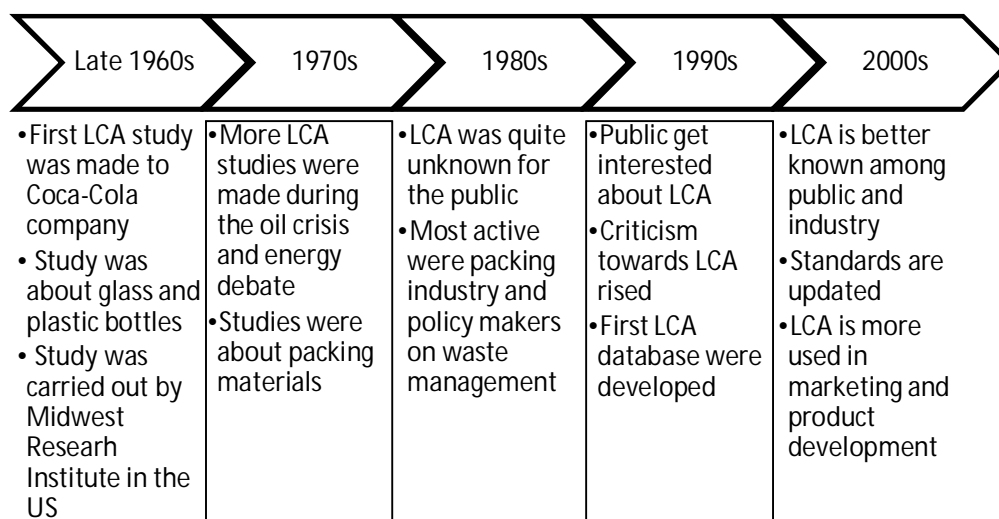 Late 1960s
1970s
1980s
1990s
2000s
•First LCA study
was made to
Coca-Cola
company
• Study was
about glass and
plastic bottles
• Study was
carried out by
Midwest
Researh
Institute in the
US
•More LCA
studies were
made during
the oil crisis
and energy
debate
•Studies were
about packing
materials
•LCA was quite
unknown for
the public
•Most active
were packing
industry and
policy makers
on waste
management
•Public get
interested
about LCA
•Criticism
towards LCA
rised
•First LCA
database were
developed
•LCA is better
known among
public and
industry
•Standards are
updated
•LCA is more
used in
marketing and
product
development